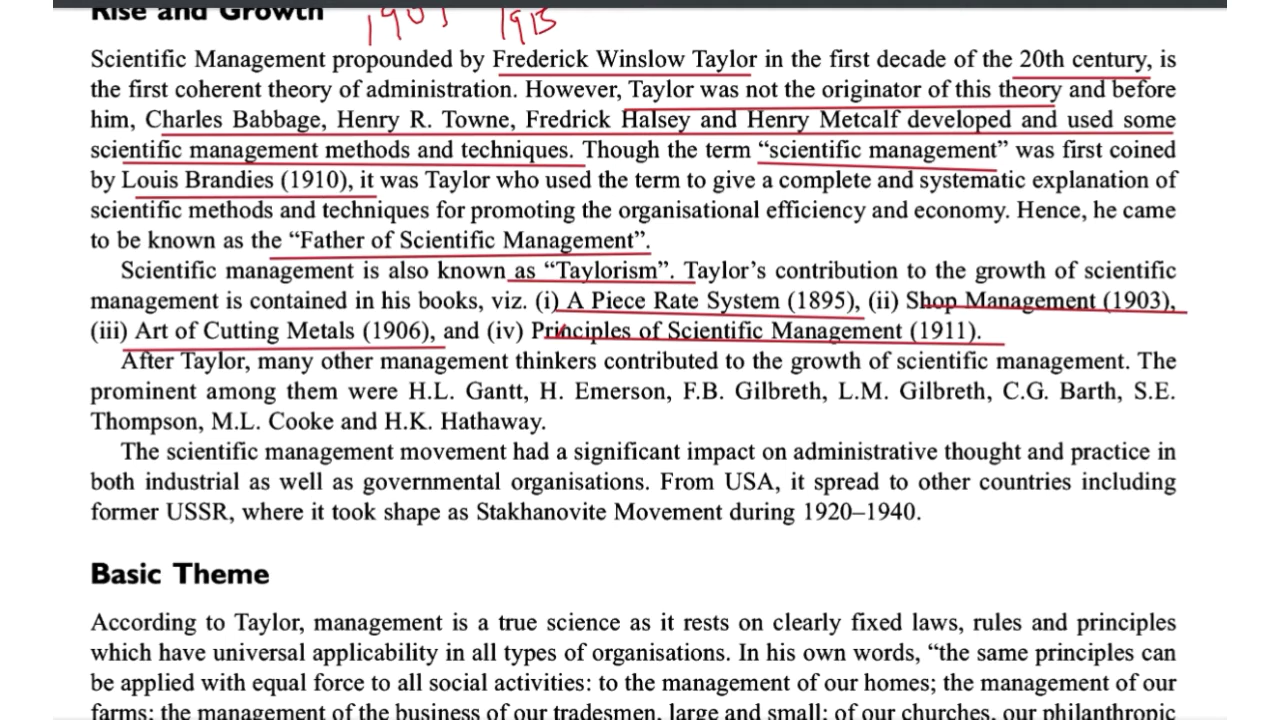 Rise and Growth
1913
Scientific Management propounded by Frederick Winslow Taylor in the first decade of the 20th century, is
the first coherent theory of administration. However, Taylor was not the originator of this theory and before
him, Charles Babbage, Henry R. Towne, Fredrick Halsey and Henry Metcalf developed and used some
scientific management methods and techniques. Though the term “scientific management” was first coined
by Louis Brandies (1910), it was Taylor who used the term to give a complete and systematic explanation of
scientific methods and techniques for promoting the organisational efficiency and economy. Hence, he came
to be known as the “Father of Scientific Management”.
Scientific management is also known as “Taylorism”. Taylor’s contribution to the growth of scientific
management is contained in his books, viz. (i) A Piece Rate System (1895), (ii) Shop Management (1903),
(iii) Art of Cutting Metals (1906), and (iv) Principles of Scientific Management (1911).
After Taylor, many other management thinkers contributed to the growth of scientific management. The
prominent among them were H.L. Gantt, H. Emerson, F.B. Gilbreth, L.M. Gilbreth, C.G. Barth, S.E.
Thompson, M.L. Cooke and H.K. Hathaway.
The scientific management movement had a significant impact on administrative thought and practice in
both industrial as well as governmental organisations. From USA, it spread to other countries including
former USSR, where it took shape as Stakhanovite Movement during 1920–1940.
Basic Theme
According to Taylor, management is a true science as it rests on clearly fixed laws, rules and principles
which have universal applicability in all types of organisations. In his own words, “the same principles can
be applied with equal force to all social activities: to the management of our homes; the management of our
farms; the management of the business of our tradesmen, large and small; of our churches, our philanthropic